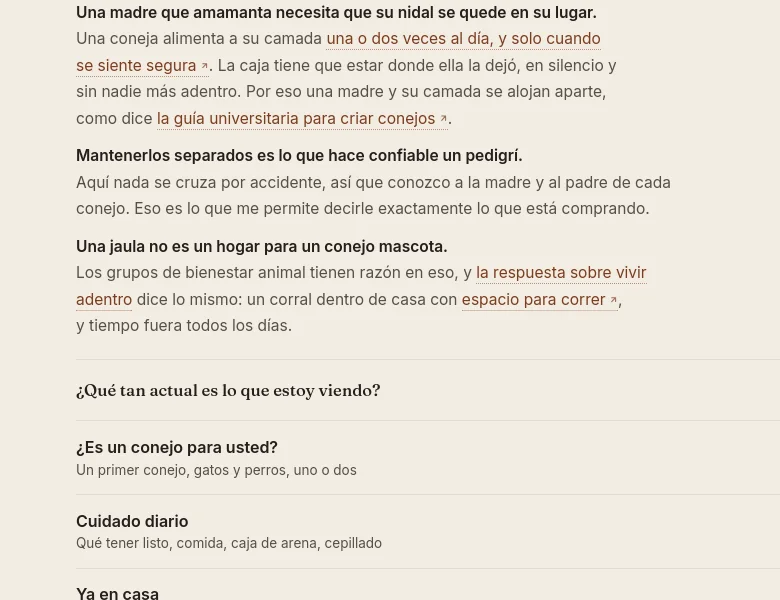 Una madre que amamanta necesita que su nidal se quede en su lugar.
Una coneja alimenta a su camada una o dos veces al día, y solo cuando
se siente segura ↗. La caja tiene que estar donde ella la dejó, en silencio y
sin nadie más adentro. Por eso una madre y su camada se alojan aparte,
como dice la guía universitaria para criar conejos ↗.
Mantenerlos separados es lo que hace confiable un pedigrí.
Aquí nada se cruza por accidente, así que conozco a la madre y al padre de cada
conejo. Eso es lo que me permite decirle exactamente lo que está comprando.
Una jaula no es un hogar para un conejo mascota.
Los grupos de bienestar animal tienen razón en eso, y la respuesta sobre vivir
adentro dice lo mismo: un corral dentro de casa con espacio para correr ↗,
y tiempo fuera todos los días.
¿Qué tan actual es lo que estoy viendo?
¿Es un conejo para usted?
Un primer conejo, gatos y perros, uno o dos
Cuidado diario
Qué tener listo, comida, caja de arena, cepillado
Ya en casa